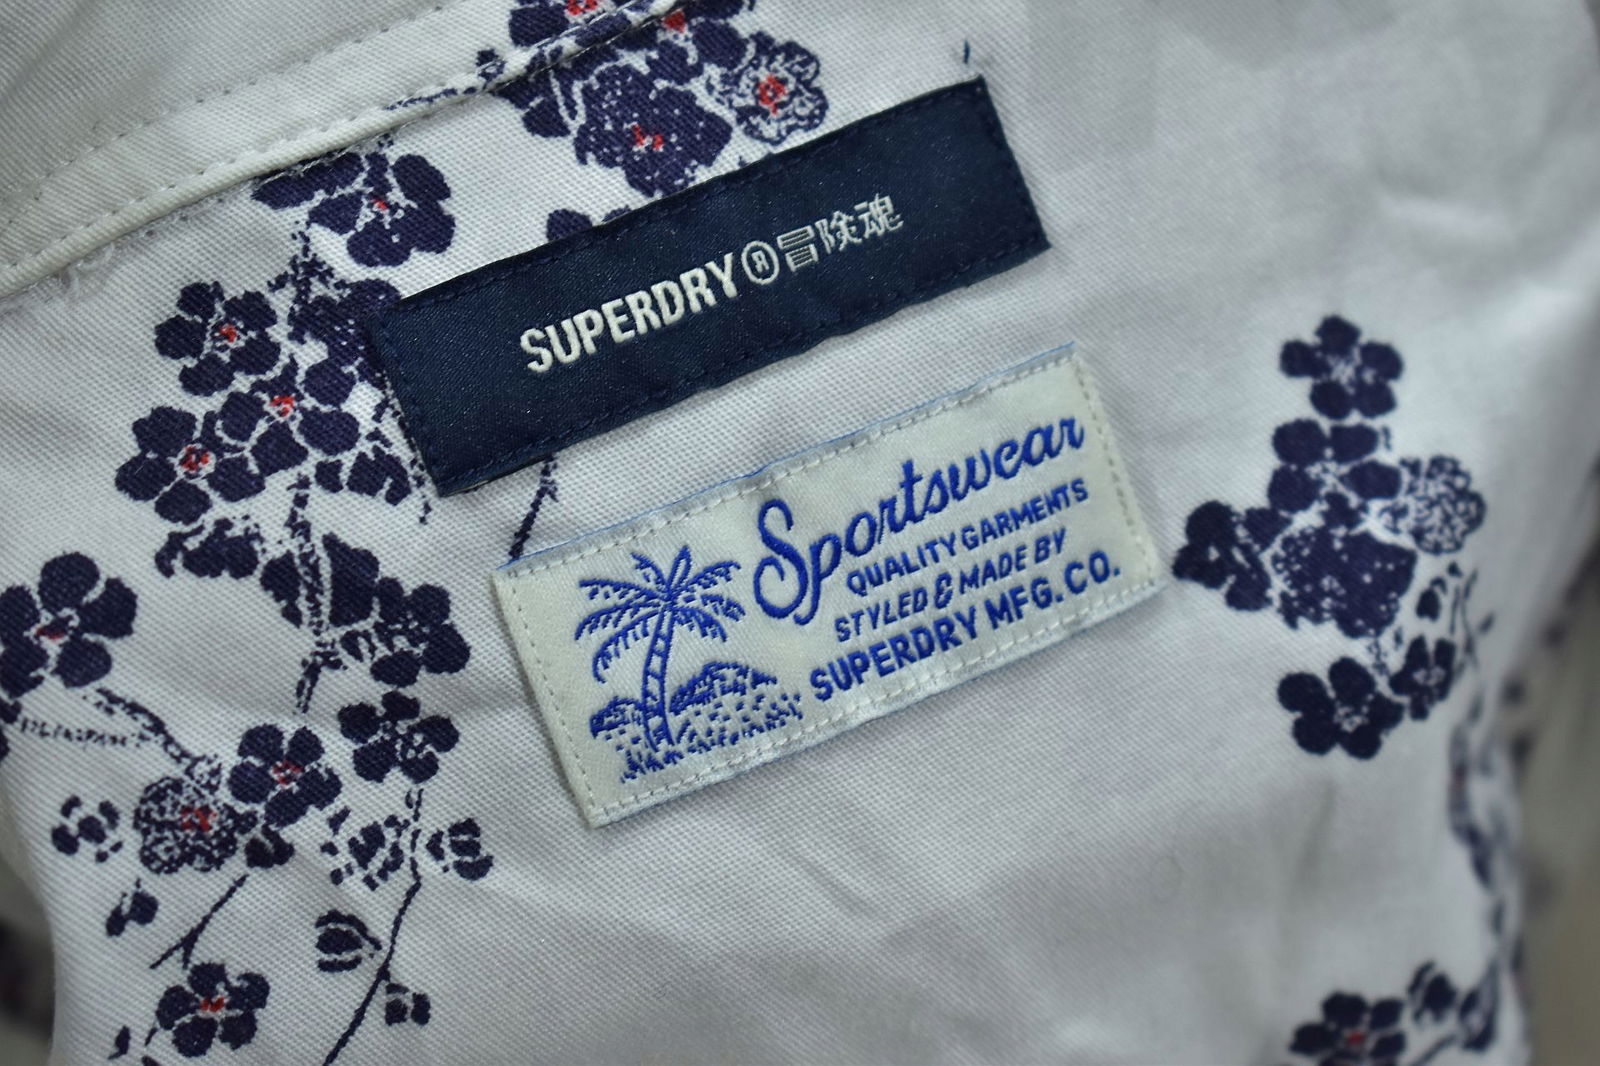 SUPERDRY®冒険魂
Sportswear
QUALITY GARMENTS
STYLED & MADE BY
SUPERDRY MFG. CO.